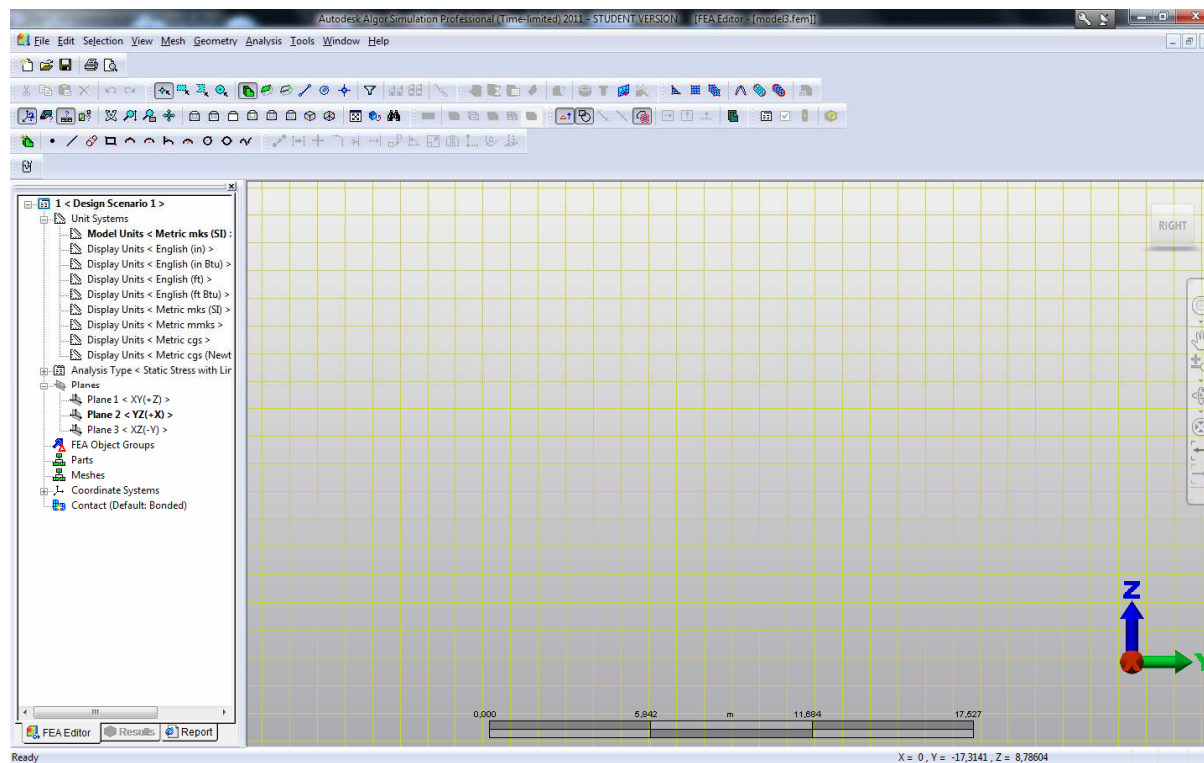 Autodesk Algor Simulation Professional (Time-limited) 2011 - STUDENT VERSION [FEA Editor - [model3.fem]]
File Edit Selection View Mesh Geometry Analysis Tools Window Help
1 < Design Scenario 1 >
Unit Systems
Model Units < Metric mks (SI) :
Display Units < English (in) >
Display Units < English (in Btu) >
Display Units < English (ft) >
Display Units < English (ft Btu) >
Display Units < Metric mks (SI) >
Display Units < Metric mmks >
Display Units < Metric cgs >
Display Units < Metric cgs (Newt
Analysis Type < Static Stress with Lir
Planes
Plane 1 < XY(+Z) >
Plane 2 < YZ(+X) >
Plane 3 < XZ(-Y) >
FEA Object Groups
Parts
Meshes
Coordinate Systems
Contact (Default: Bonded)
RIGHT
Z
Y
0,000 5,842 m 11,684 17,527
FEA Editor Results Report
Ready X = 0 , Y = -17,3141 , Z = 8,78604